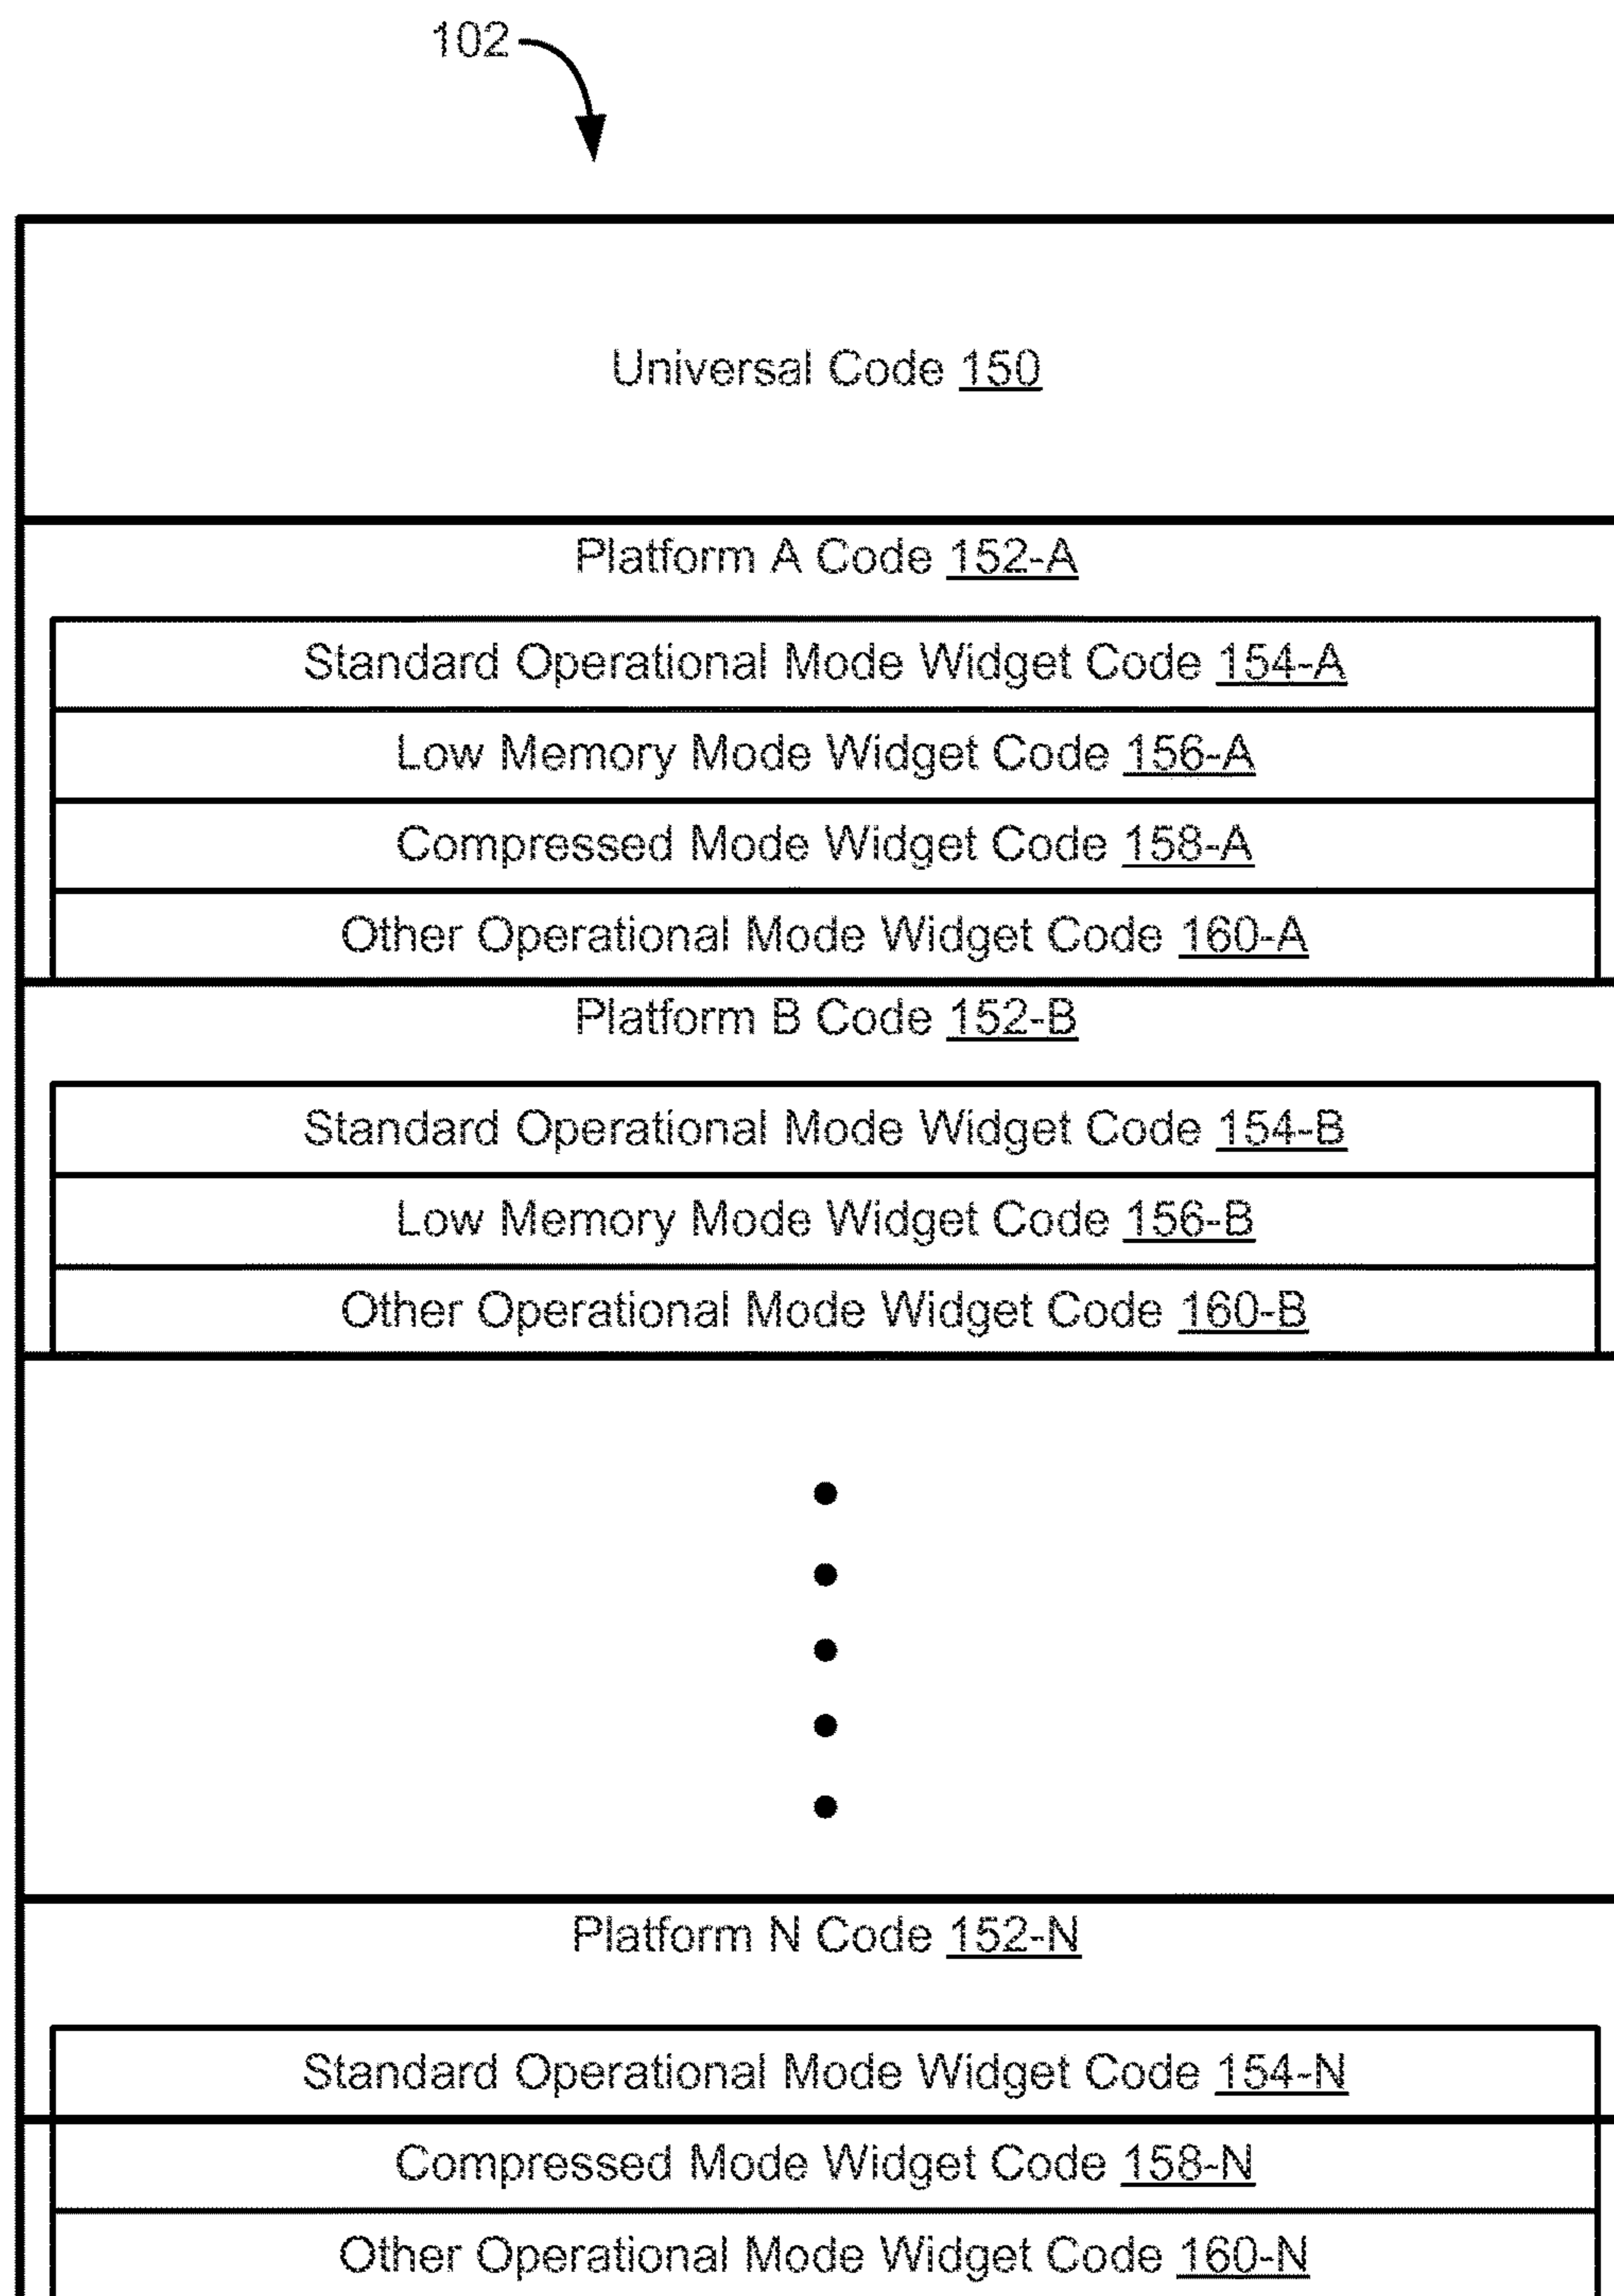 102
Universal Code 150
Platform A Code 152-A
Standard Operational Mode Widget Code 154-A
Low Memory Mode Widget Code 156-A
Compressed Mode Widget Code 158-A
Other Operational Mode Widget Code 160-A
Platform B Code 152-B
Standard Operational Mode Widget Code 154-B
Low Memory Mode Widget Code 156-B
Other Operational Mode Widget Code 160-B
Platform N Code 152-N
Standard Operational Mode Widget Code 154-N
Compressed Mode Widget Code 158-N
Other Operational Mode Widget Code 160-N